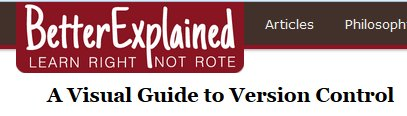 BetterExplained
LEARN RIGHT NOT ROTE
Articles
Philosoph
A Visual Guide to Version Control